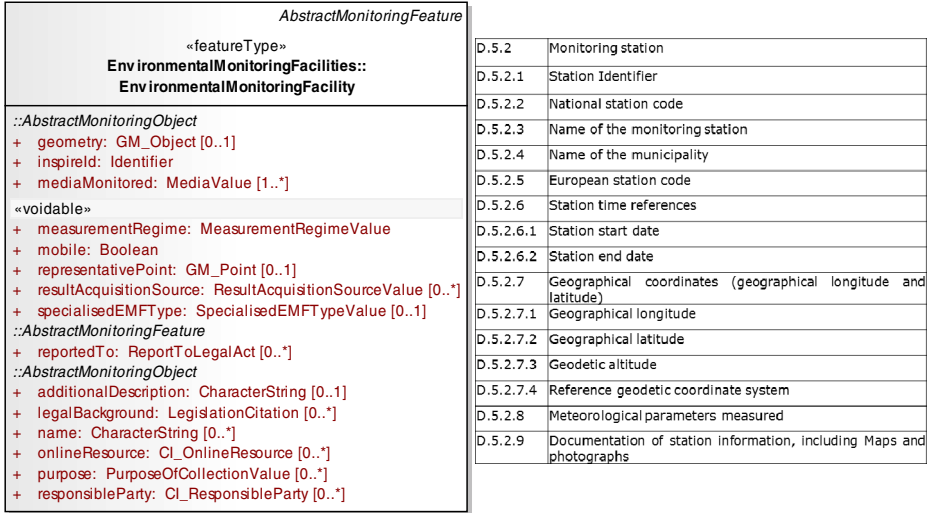 AbstractMonitoringFeature
«featureType»
EnvironmentalMonitoringFacilities::
EnvironmentalMonitoringFacility
::AbstractMonitoringObject
+ geometry: GM_Object [0..1]
+ inspireId: Identifier
+ mediaMonitored: MediaValue [1..*]
«voidable»
+ measurementRegime: MeasurementRegimeValue
+ mobile: Boolean
+ representativePoint: GM_Point [0..1]
+ resultAcquisitionSource: ResultAcquisitionSourceValue [0..*]
+ specialisedEMFType: SpecialisedEMFTypeValue [0..1]
::AbstractMonitoringFeature
+ reportedTo: ReportToLegalAct [0..*]
::AbstractMonitoringObject
+ additionalDescription: CharacterString [0..1]
+ legalBackground: LegislationCitation [0..*]
+ name: CharacterString [0..*]
+ onlineResource: CI_OnlineResource [0..*]
+ purpose: PurposeOfCollectionValue [0..*]
+ responsibleParty: CI_ResponsibleParty [0..*]
D.5.2 Monitoring station
D.5.2.1 Station Identifier
D.5.2.2 National station code
D.5.2.3 Name of the monitoring station
D.5.2.4 Name of the municipality
D.5.2.5 European station code
D.5.2.6 Station time references
D.5.2.6.1 Station start date
D.5.2.6.2 Station end date
D.5.2.7 Geographical coordinates (geographical longitude and
latitude)
D.5.2.7.1 Geographical longitude
D.5.2.7.2 Geographical latitude
D.5.2.7.3 Geodetic altitude
D.5.2.7.4 Reference geodetic coordinate system
D.5.2.8 Meteorological parameters measured
D.5.2.9 Documentation of station information, including Maps and
photographs